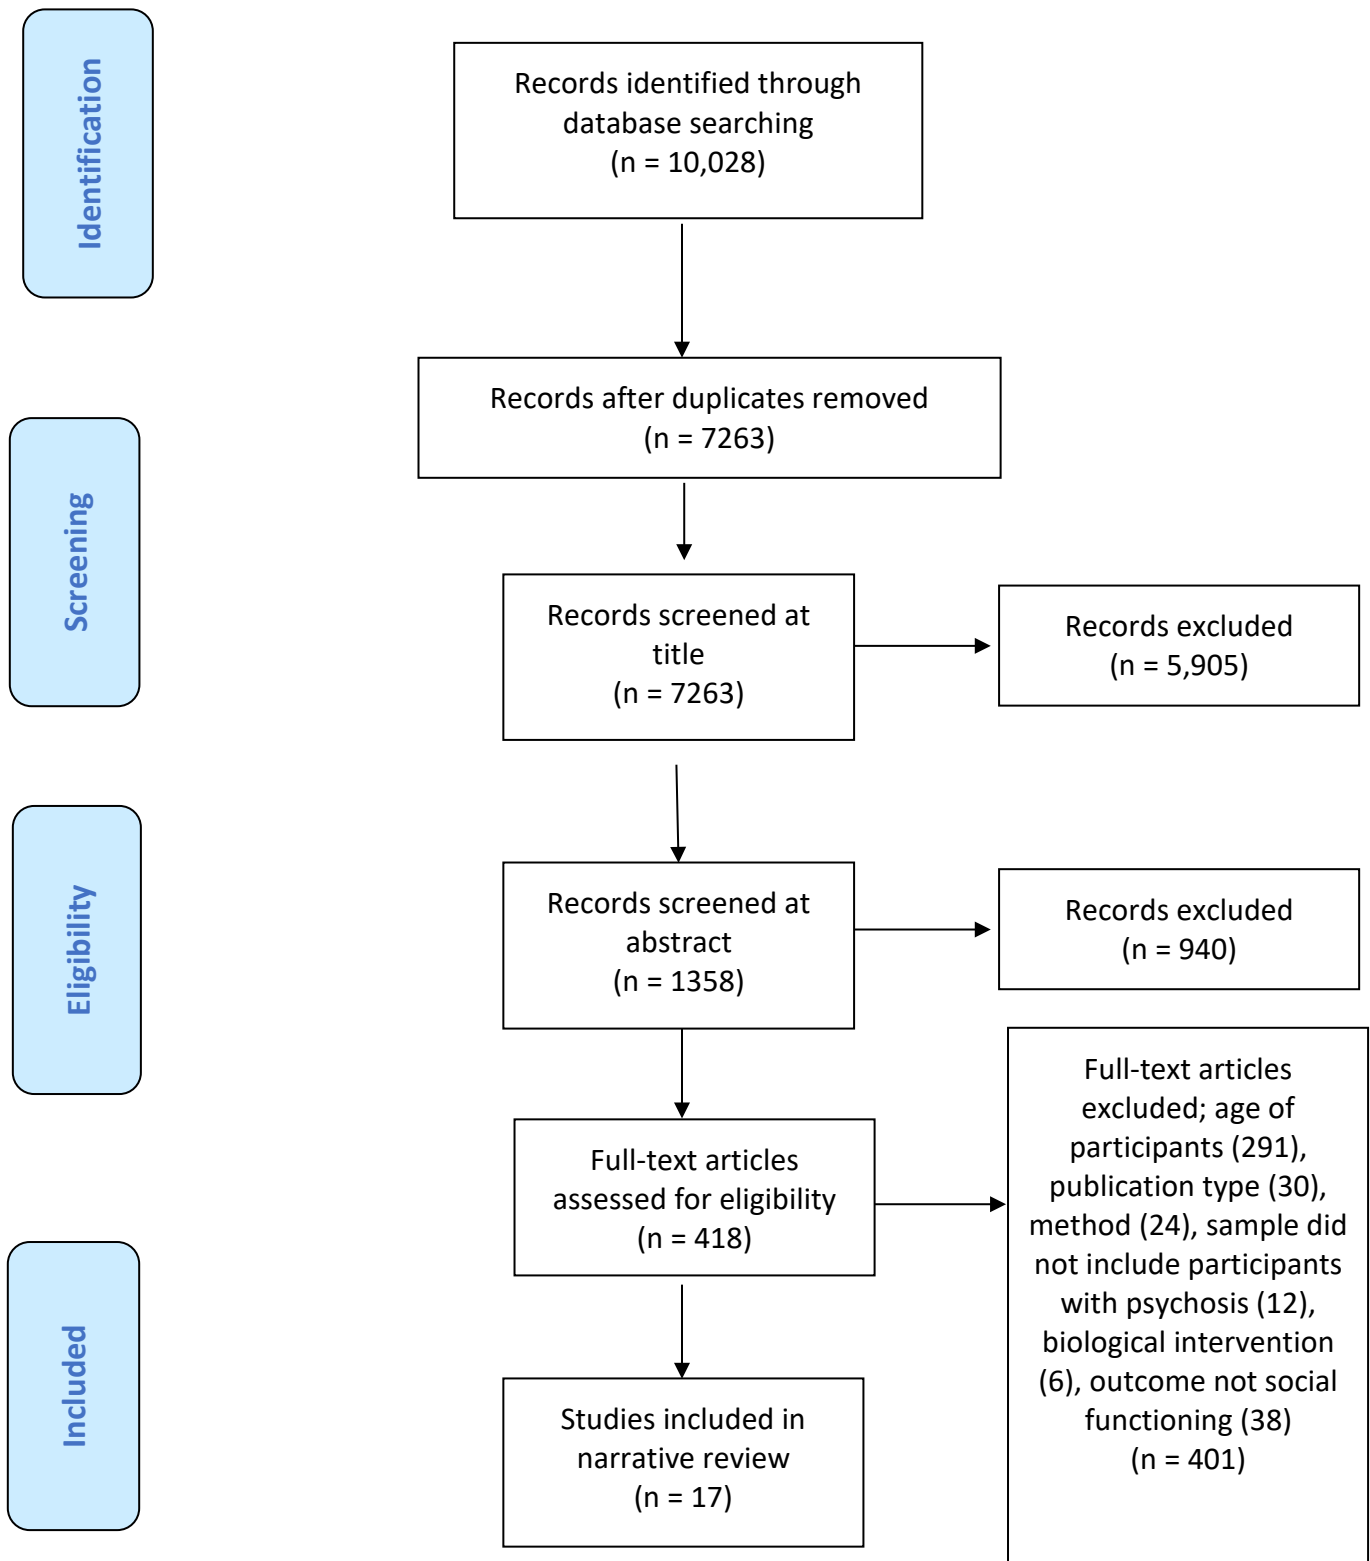 Identification
Records identified through
database searching
(n = 10,028)
Records after duplicates removed
(n = 7263)
Screening
Records screened at
title
(n = 7263)
Records excluded
(n = 5,905)
Eligibility
Records screened at
abstract
(n = 1358)
Records excluded
(n = 940)
Full-text articles
assessed for eligibility
(n = 418)
Full-text articles
excluded; age of
participants (291),
publication type (30),
method (24), sample did
not include participants
with psychosis (12),
biological intervention
(6), outcome not social
functioning (38)
(n = 401)
Included
Studies included in
narrative review
(n = 17)